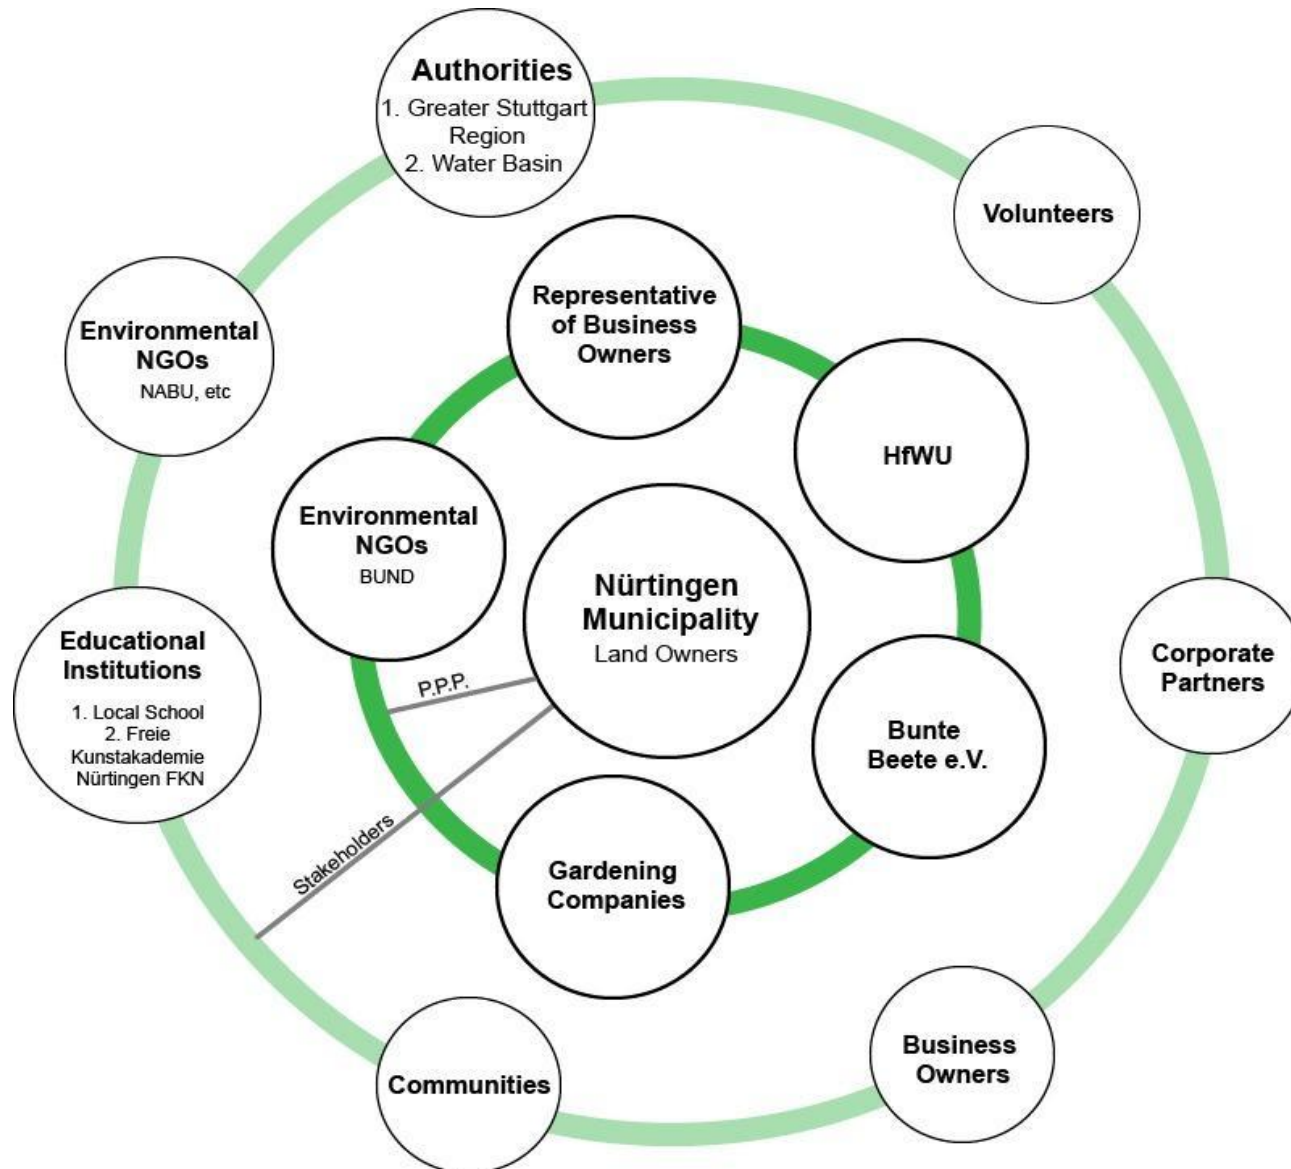 Authorities
1. Greater Stuttgart
Region
2. Water Basin
Volunteers
Representative
of Business
Owners
Environmental
NGOs
NABU, etc
HfWU
Environmental
NGOs
BUND
Nürtingen
Municipality
Land Owners
Educational
Institutions
1. Local School
2. Freie
Kunstakademie
Nürtingen FKN
P.P.P.
Stakeholders
Corporate
Partners
Bunte
Beete e.V.
Gardening
Companies
Business
Owners
Communities